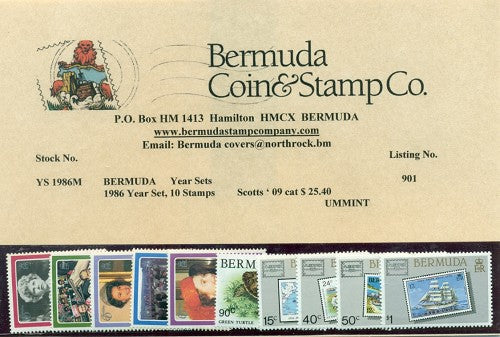 Bermuda
Coin&Stamp Co.
P.O. Box HM 1413 Hamilton HMCX BERMUDA
www.bermudastampcompany.com
Email: Bermuda covers@northrock.bm
Stock No.
Listing No.
YS 1986M BERMUDA Year Sets 901
1986 Year Set, 10 Stamps Scotts ‘ 09 cat $ 25.40
UMMINT
BERM
90c
GREEN TURTLE
15c
40c
50c
BERMUDA
$1